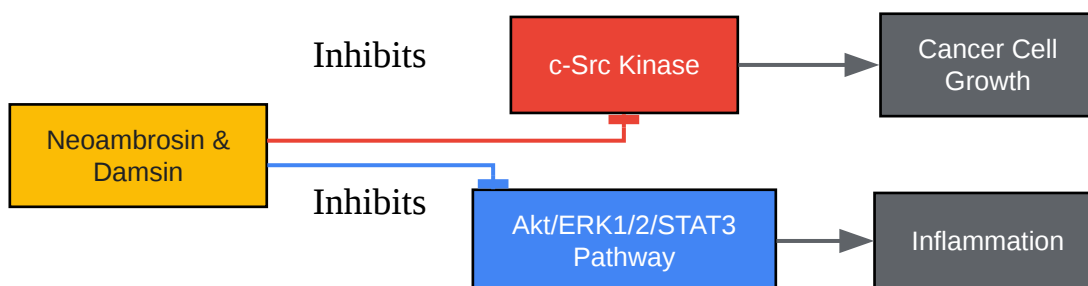 Inhibits
c-Src Kinase
Cancer Cell
Growth
Neoambrosin &
Damsin
Inhibits
Akt/ERK1/2/STAT3
Pathway
Inflammation